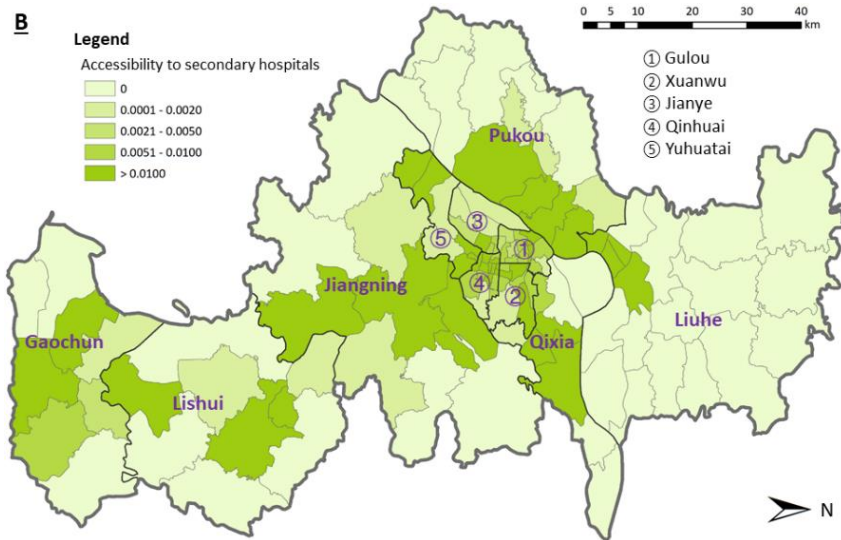 B
Legend
Accessibility to secondary hospitals
0
0.0001 - 0.0020
0.0021 - 0.0050
0.0051 - 0.0100
> 0.0100
0 5 10 20 30 40
km
① Gulou
② Xuanwu
③ Jianye
④ Qinhuai
⑤ Yuhuatai
Pukou
③
⑤
①
Jiangning
④
②
Gaochun
Qixia
Liuhe
Lishui
N